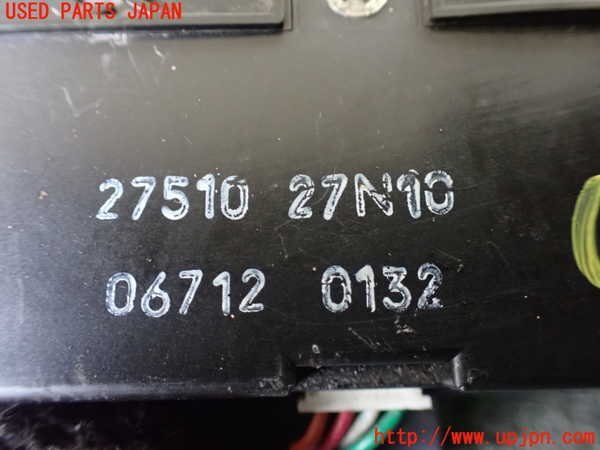 USED PARTS JAPAN
27510 27N10
06712 0132
http://www.upjpn.com/